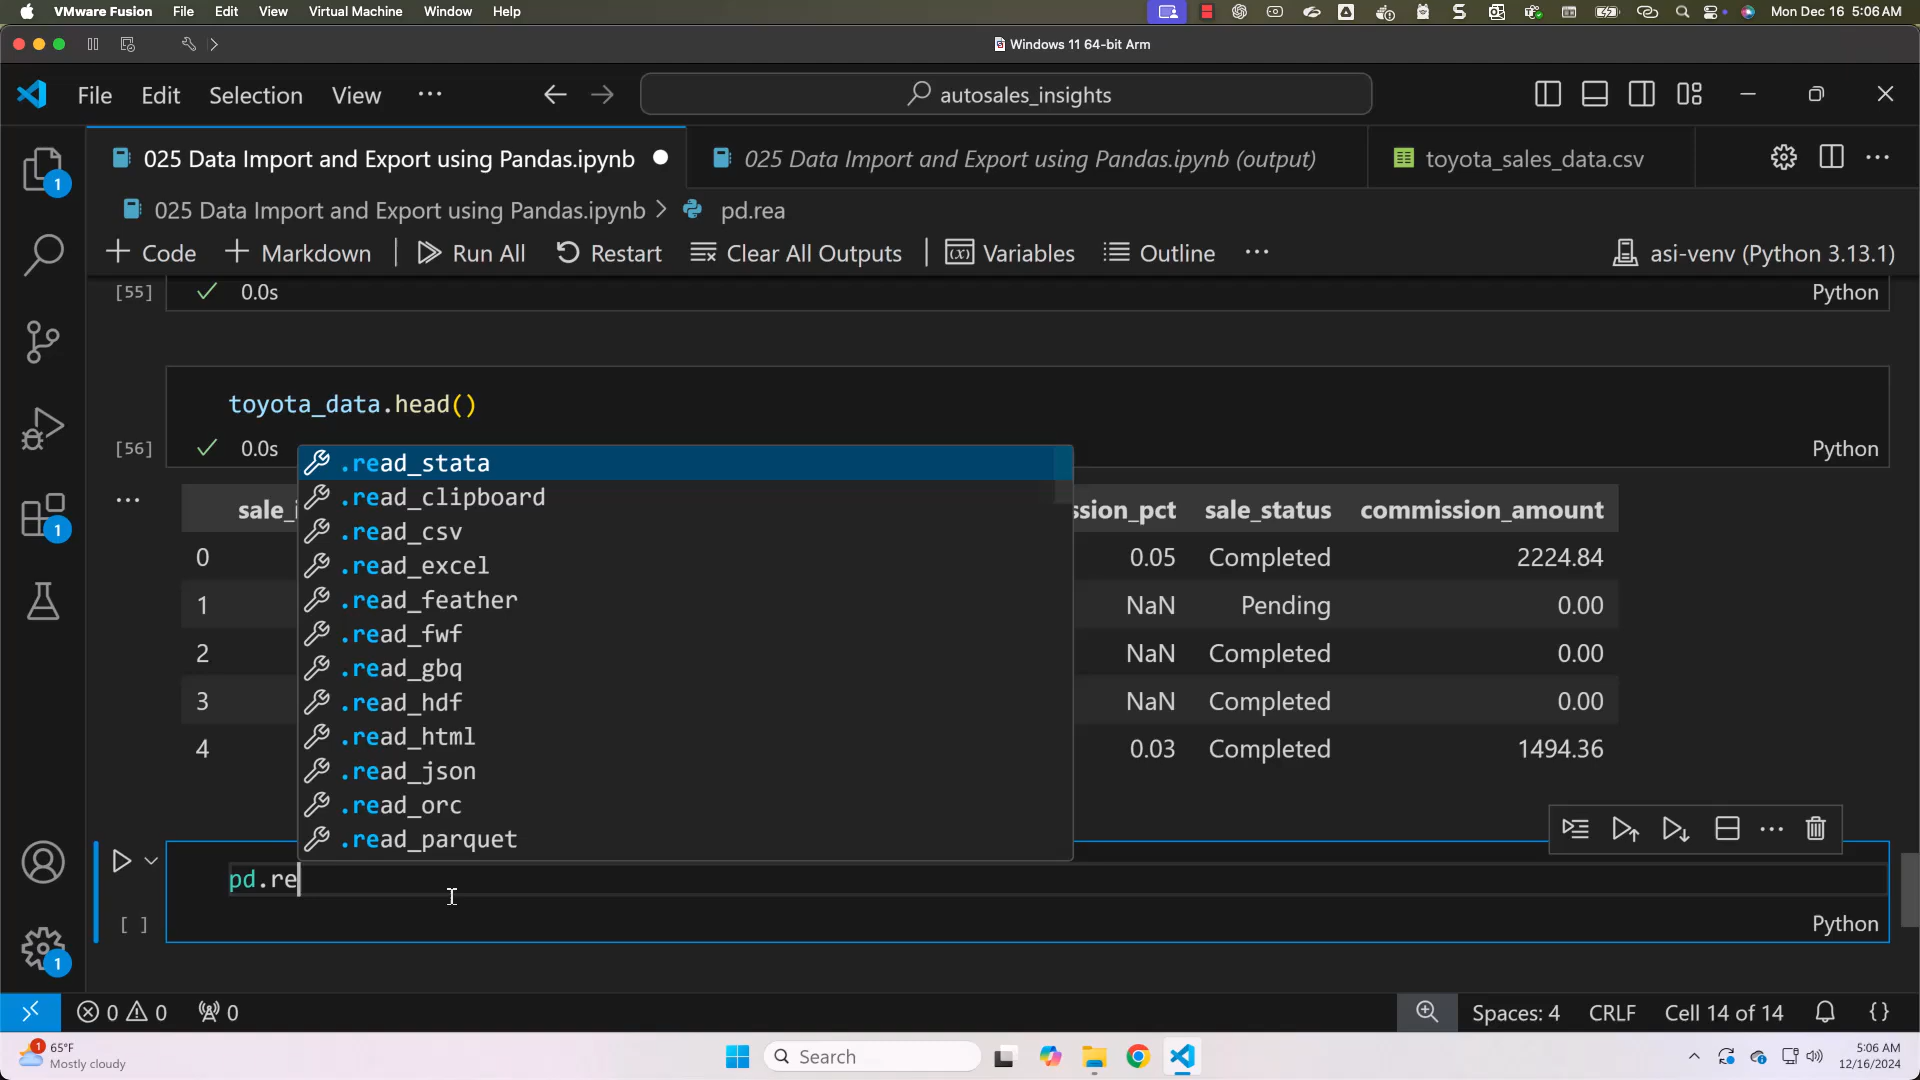 VMware Fusion File Edit View Virtual Machine Window Help Mon Dec 16 5:06 AM
Windows 11 64-bit Arm
File Edit Selection View ··· autosales_insights
025 Data Import and Export using Pandas.ipynb 025 Data Import and Export using Pandas.ipynb (output) toyota_sales_data.csv
025 Data Import and Export using Pandas.ipynb > pd.rea
+ Code + Markdown Run All Restart Clear All Outputs Variables Outline ··· asi-venv (Python 3.13.1)
[55] 0.0s Python
toyota_data.head()
[56] 0.0s Python
.read_stata
.read_clipboard
.read_csv
.read_excel
.read_feather
.read_fwf
.read_gbq
.read_hdf
.read_html
.read_json
.read_orc
.read_parquet
sale_i ssion_pct sale_status commission_amount
0 0.05 Completed 2224.84
1 NaN Pending 0.00
2 NaN Completed 0.00
3 NaN Completed 0.00
4 0.03 Completed 1494.36
pd.re
[ ] Python
1
1
1
0 0 0 Spaces: 4 CRLF Cell 14 of 14 {}
1 65°F
Mostly cloudy
Search
5:06 AM
12/16/2024